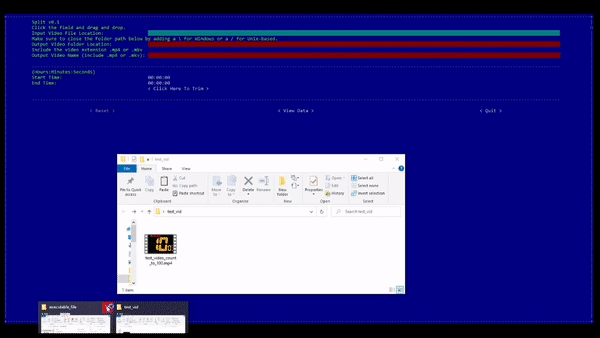 Split v0.1
Click the field and drag and drop.
Input Video File Location:
Make sure to close the Folder path below by adding a \ for Windows or a / for Unix-based.
Output Video Folder Location:
Include the video extension .mp4 or .mkv
Output Video Name (include .mp4 or .mkv):
(Hours:Minutes:Seconds)
Start Time: 00:00:00
End Time: 00:00:00
< Click Here To Trim >
< Reset > < View Data > < Quit >
test_vid
File Home Share View
Pin to Quick access Copy Paste Cut Copy path Paste shortcut Move to Copy to Delete Rename New folder Properties Open Edit History Select all Select none Invert selection
Clipboard Organize New Open Select
test_vid Search test_vid
test_video_count_to_100.mp4
1 item
executable_file test_vid